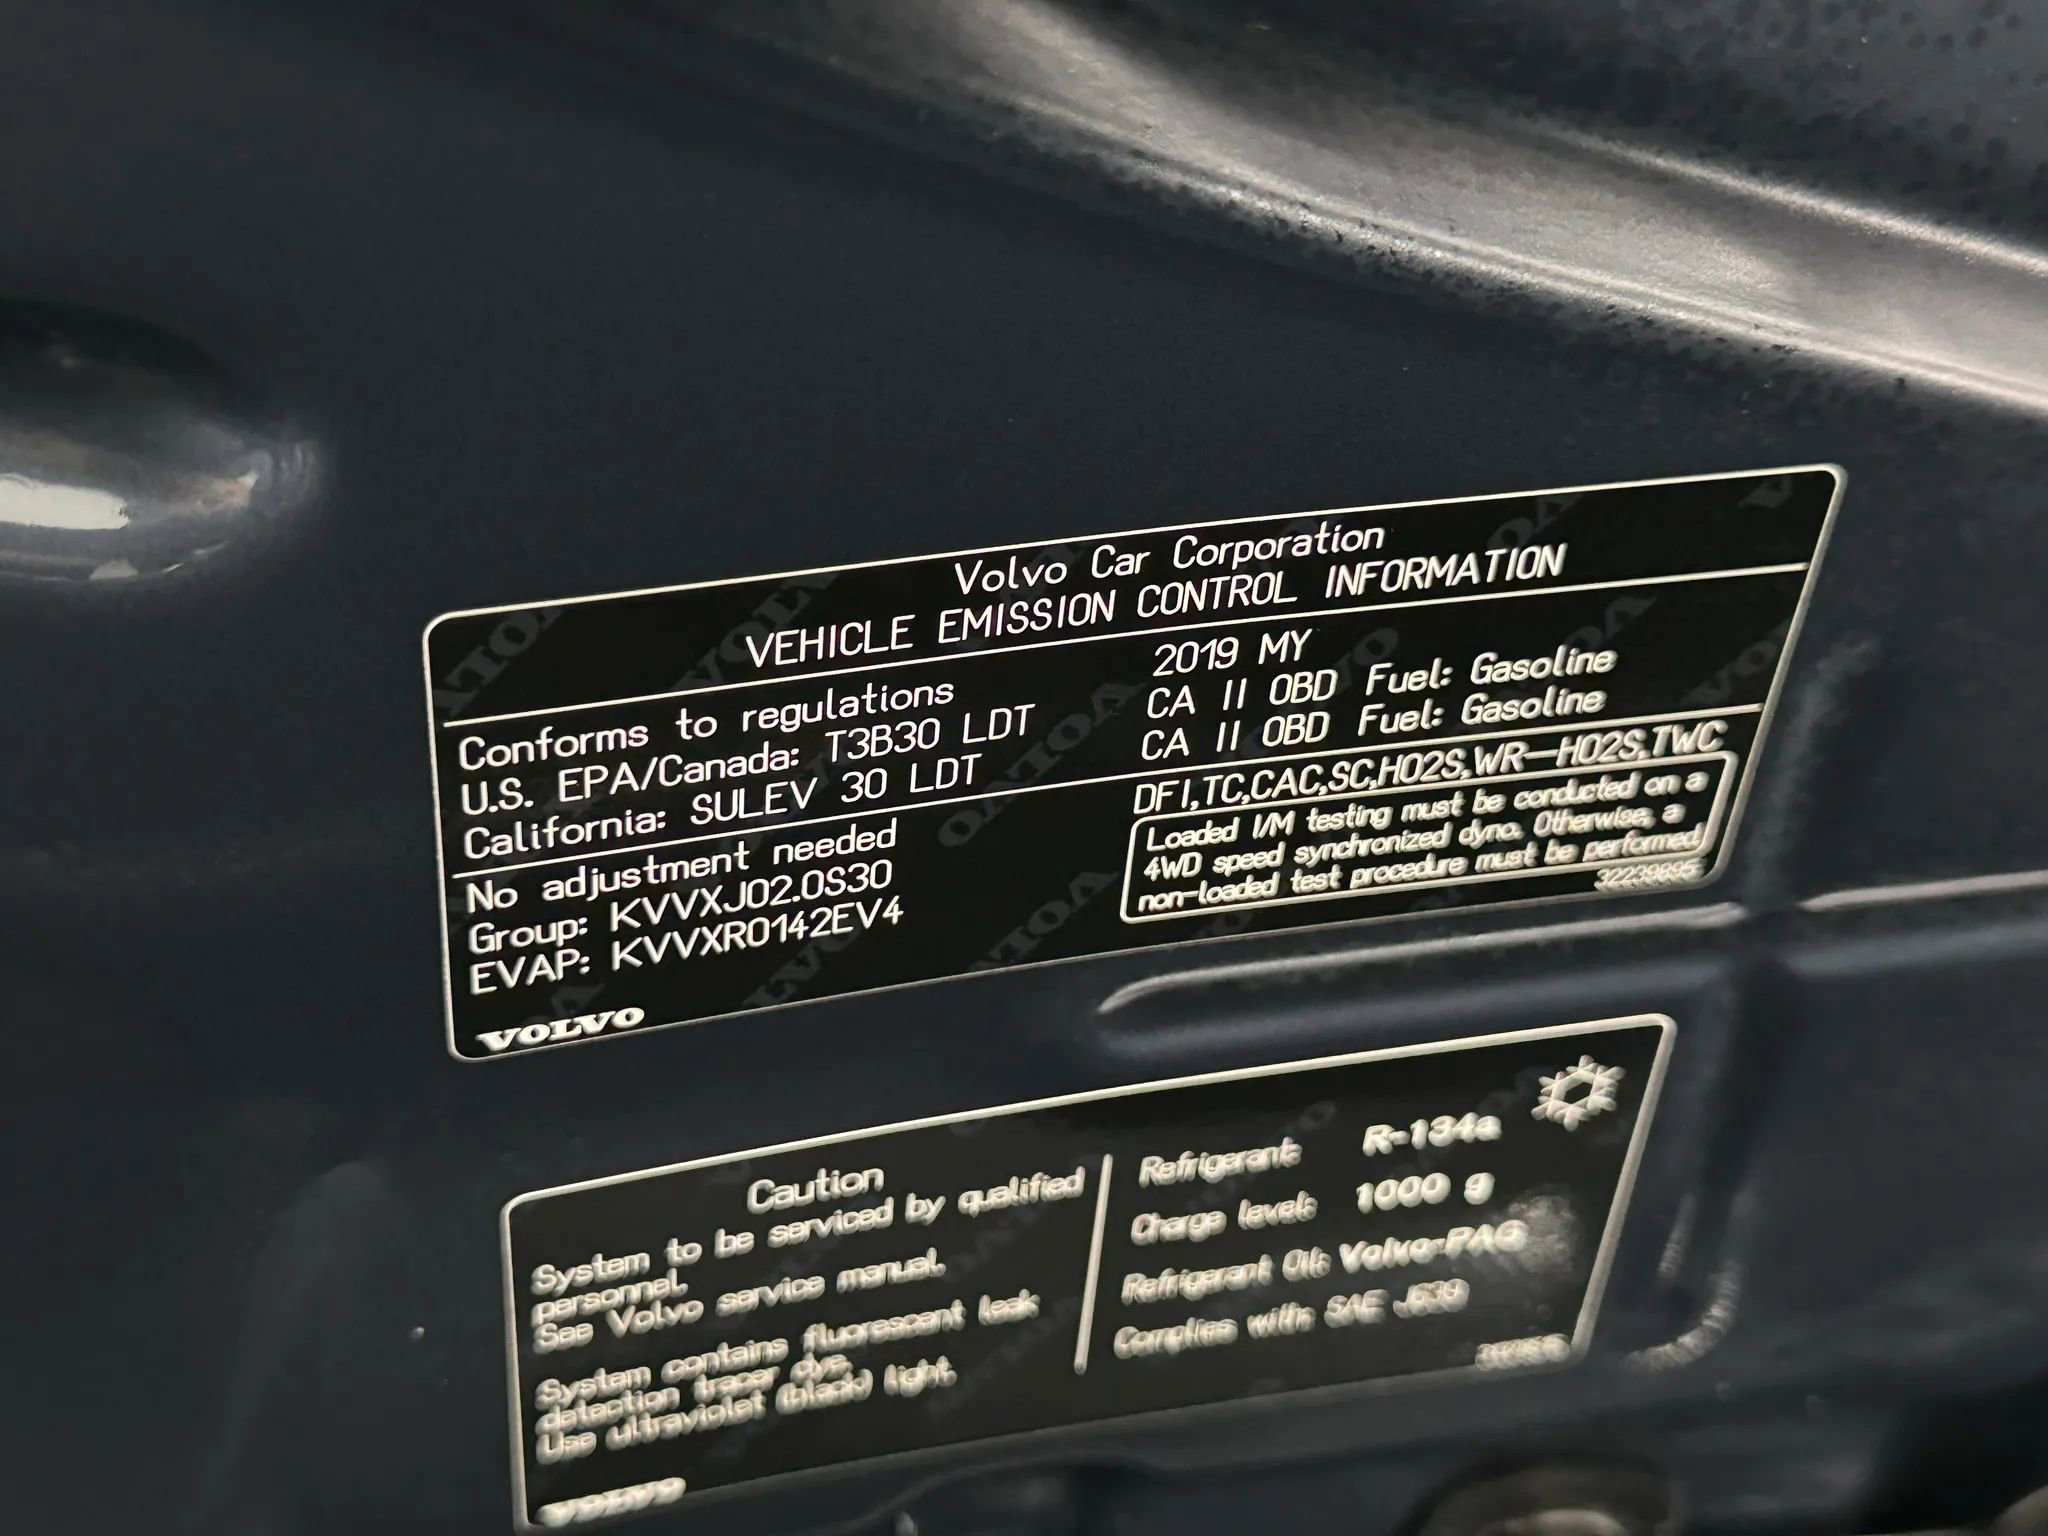 Volvo Car Corporation
VEHICLE EMISSION CONTROL INFORMATION
Conforms to regulations 2019 MY
U.S. EPA/Canada: T3B30 LDT CA II OBD Fuel: Gasoline
California: SULEV 30 LDT CA II OBD Fuel: Gasoline
No adjustment needed DFI,TC,CAC,SC,HO2S,WR-HO2S,TWC
Group: KVVXJ02.0S30
EVAP: KVVXR0142EV4
Loaded I/M testing must be conducted on a
4WD speed synchronized dyno. Otherwise, a
non-loaded test procedure must be performed
32239895
VOLVO
Caution
System to be serviced by qualified
personnel.
See Volvo service manual.
System contains fluorescent leak
detection tracer dye.
Use ultraviolet (black) light.
VOLVO
Refrigerant: R-134a
Charge level: 1000 g
Refrigerant Oil: Volvo-PAG
Complies with: SAE J639